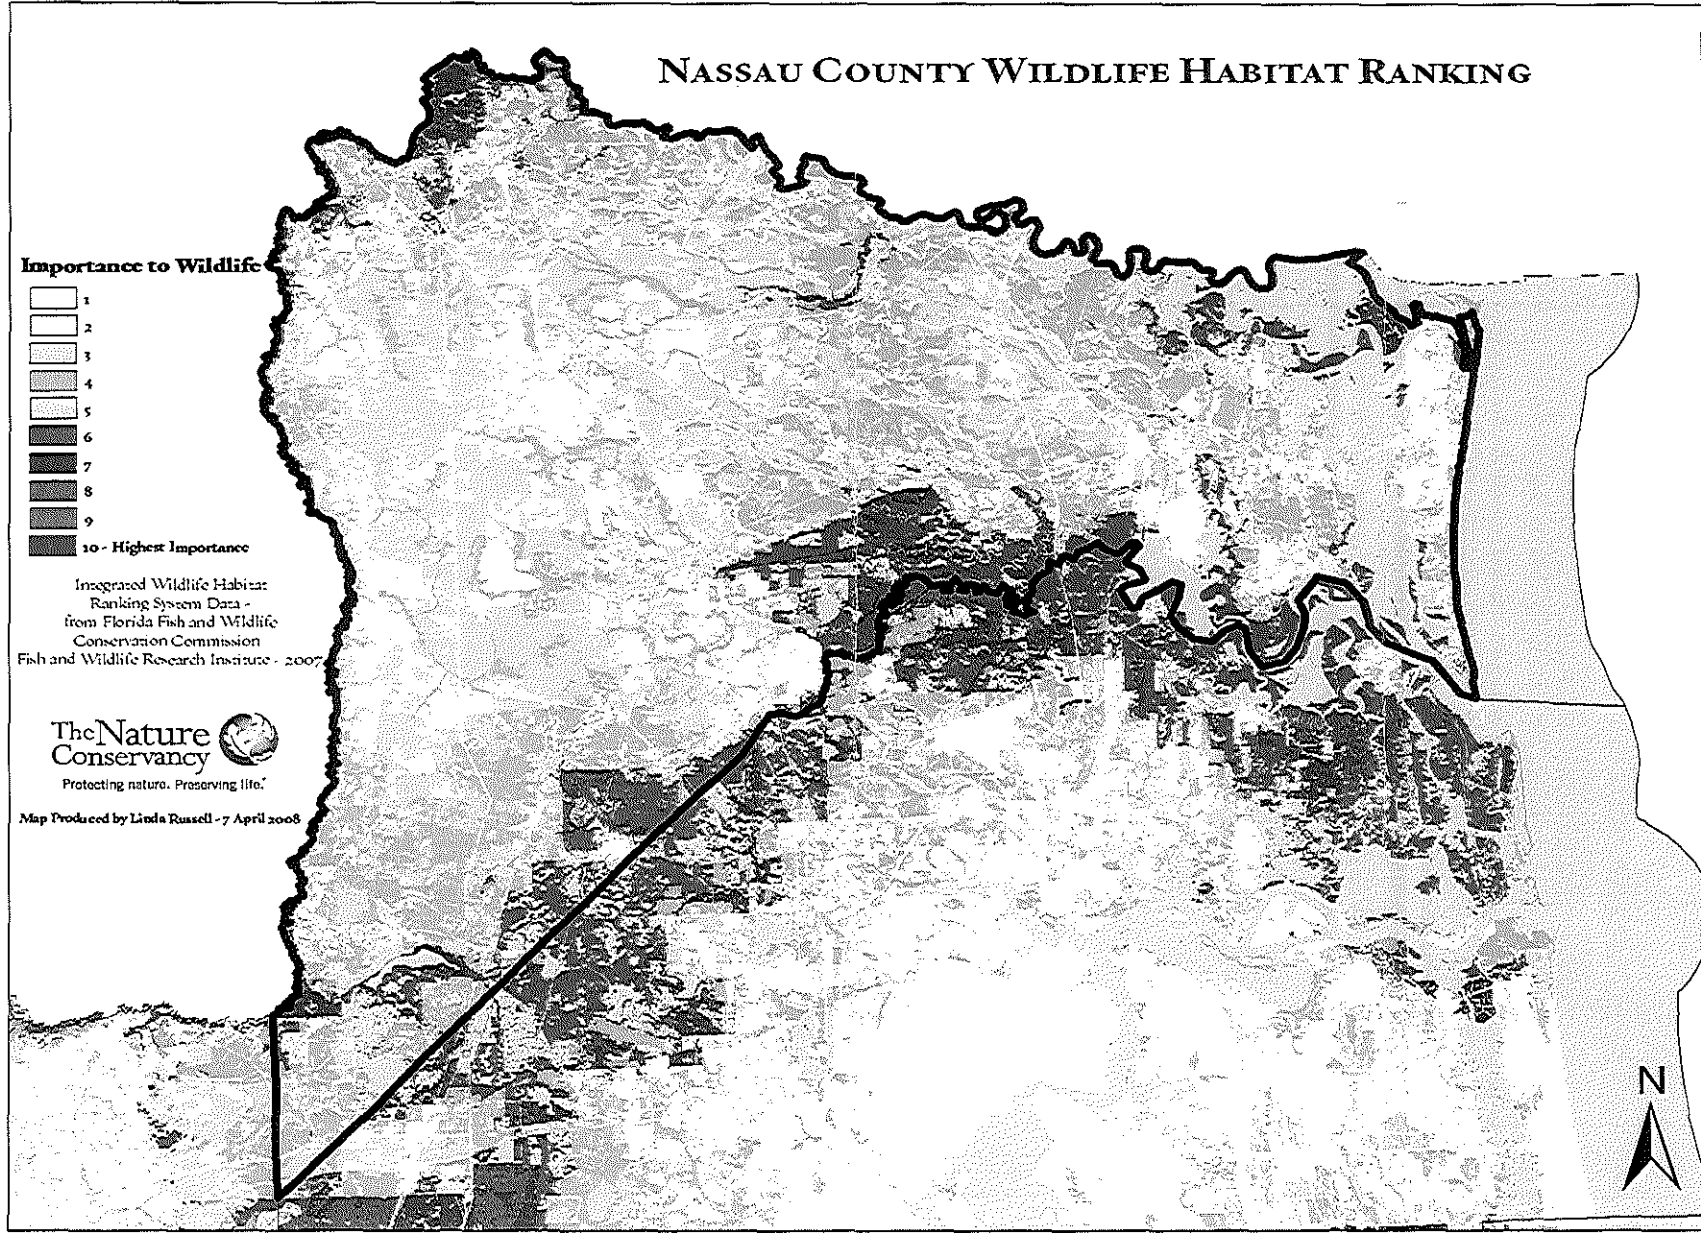 NASSAU COUNTY WILDLIFE HABITAT RANKING
Importance to Wildlife
1
2
3
4
5
6
7
8
9
10 - Highest Importance
Integrated Wildlife Habitat
Ranking System Data -
from Florida Fish and Wildlife
Conservation Commission
Fish and Wildlife Research Institute - 2007
The Nature
Conservancy
Protecting nature. Preserving life.
Map Produced by Linda Russell - 7 April 2008
N